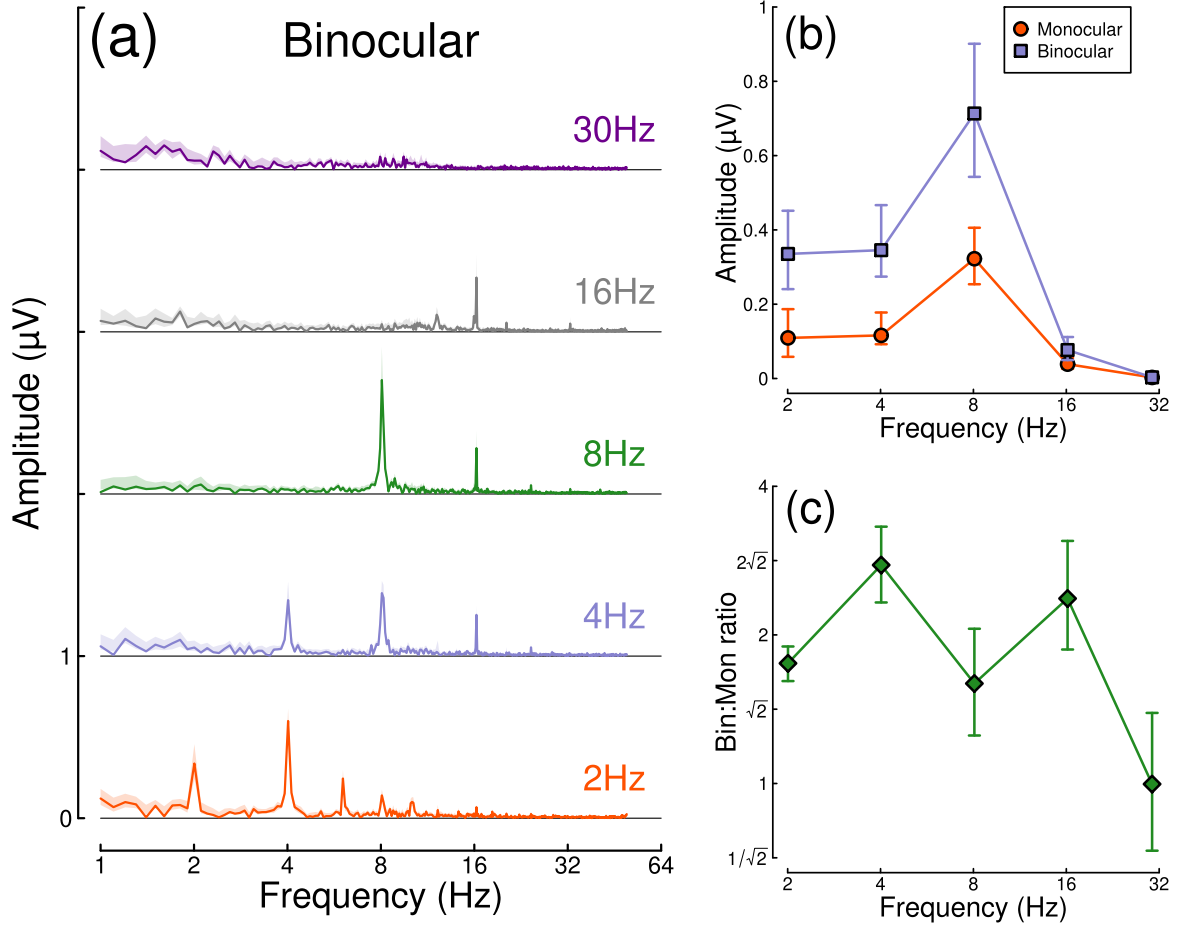 (a)
Binocular
30Hz
16Hz
8Hz
4Hz
2Hz
Amplitude (µV)
1
0
1
2
4
8
16
32
64
Frequency (Hz)
(b)
Monocular
Binocular
Amplitude (µV)
1
0.8
0.6
0.4
0.2
0
2
4
8
16
32
Frequency (Hz)
(c)
Bin:Mon ratio
4
2√2
2
√2
1
1/√2
2
4
8
16
32
Frequency (Hz)